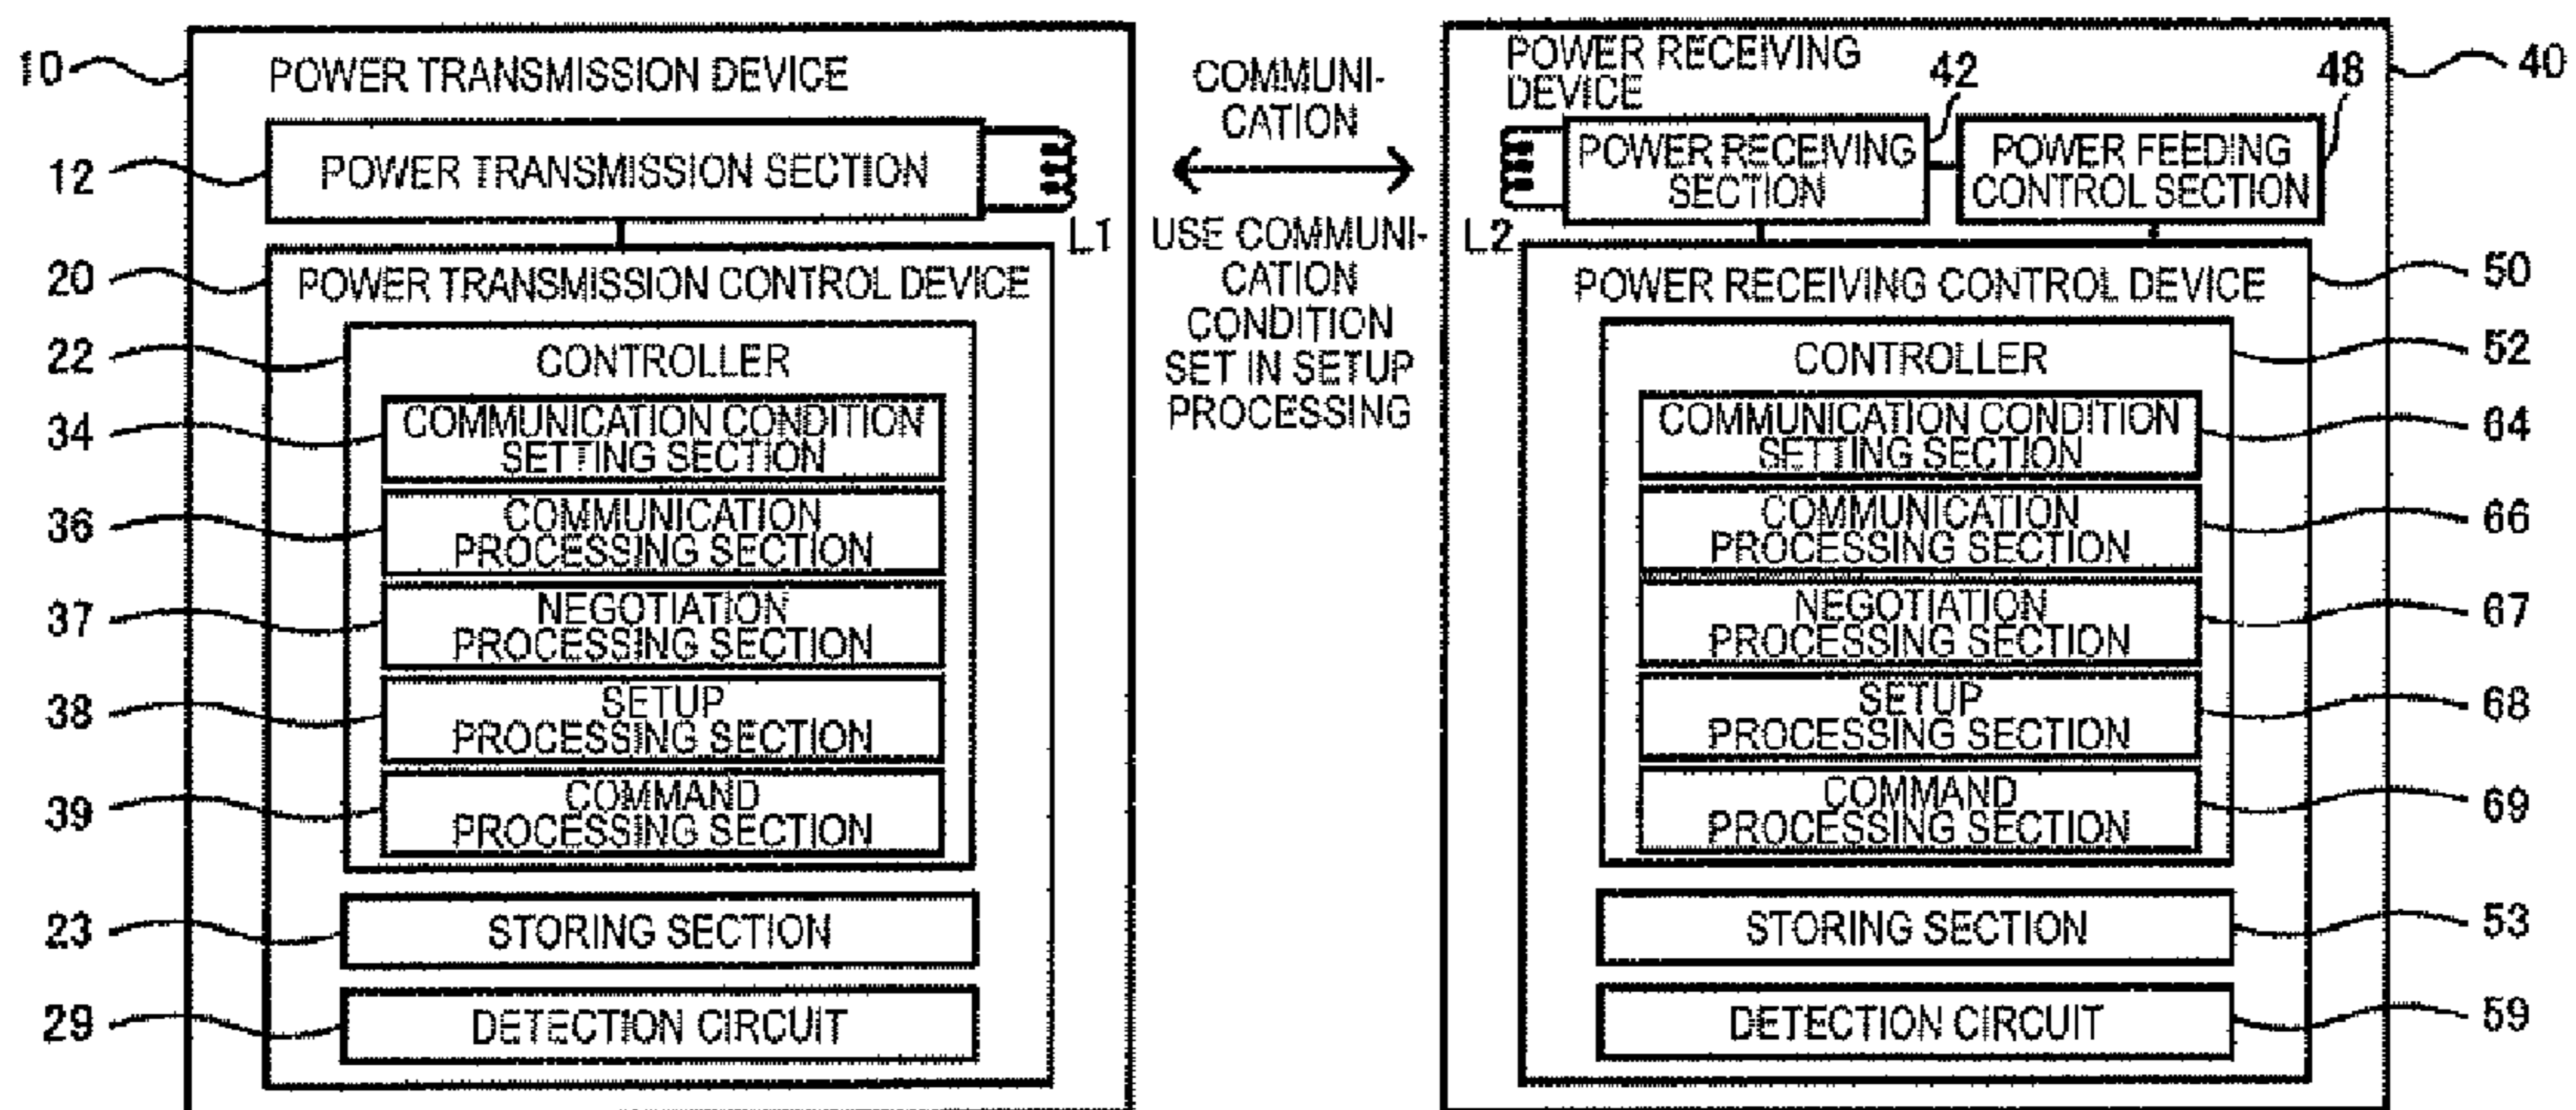 10
POWER TRANSMISSION DEVICE
12
POWER TRANSMISSION SECTION
L1
20
POWER TRANSMISSION CONTROL DEVICE
22
CONTROLLER
34
COMMUNICATION CONDITION
SETTING SECTION
36
COMMUNICATION
PROCESSING SECTION
37
NEGOTIATION
PROCESSING SECTION
38
SETUP
PROCESSING SECTION
39
COMMAND
PROCESSING SECTION
23
STORING SECTION
29
DETECTION CIRCUIT
COMMUNI-
CATION
USE COMMUNI-
CATION
CONDITION
SET IN SETUP
PROCESSING
POWER RECEIVING
DEVICE
40
42
48
POWER RECEIVING
SECTION
POWER FEEDING
CONTROL SECTION
L2
POWER RECEIVING CONTROL DEVICE
50
CONTROLLER
52
COMMUNICATION CONDITION
SETTING SECTION
64
COMMUNICATION
PROCESSING SECTION
66
NEGOTIATION
PROCESSING SECTION
67
SETUP
PROCESSING SECTION
68
COMMAND
PROCESSING SECTION
69
STORING SECTION
53
DETECTION CIRCUIT
59